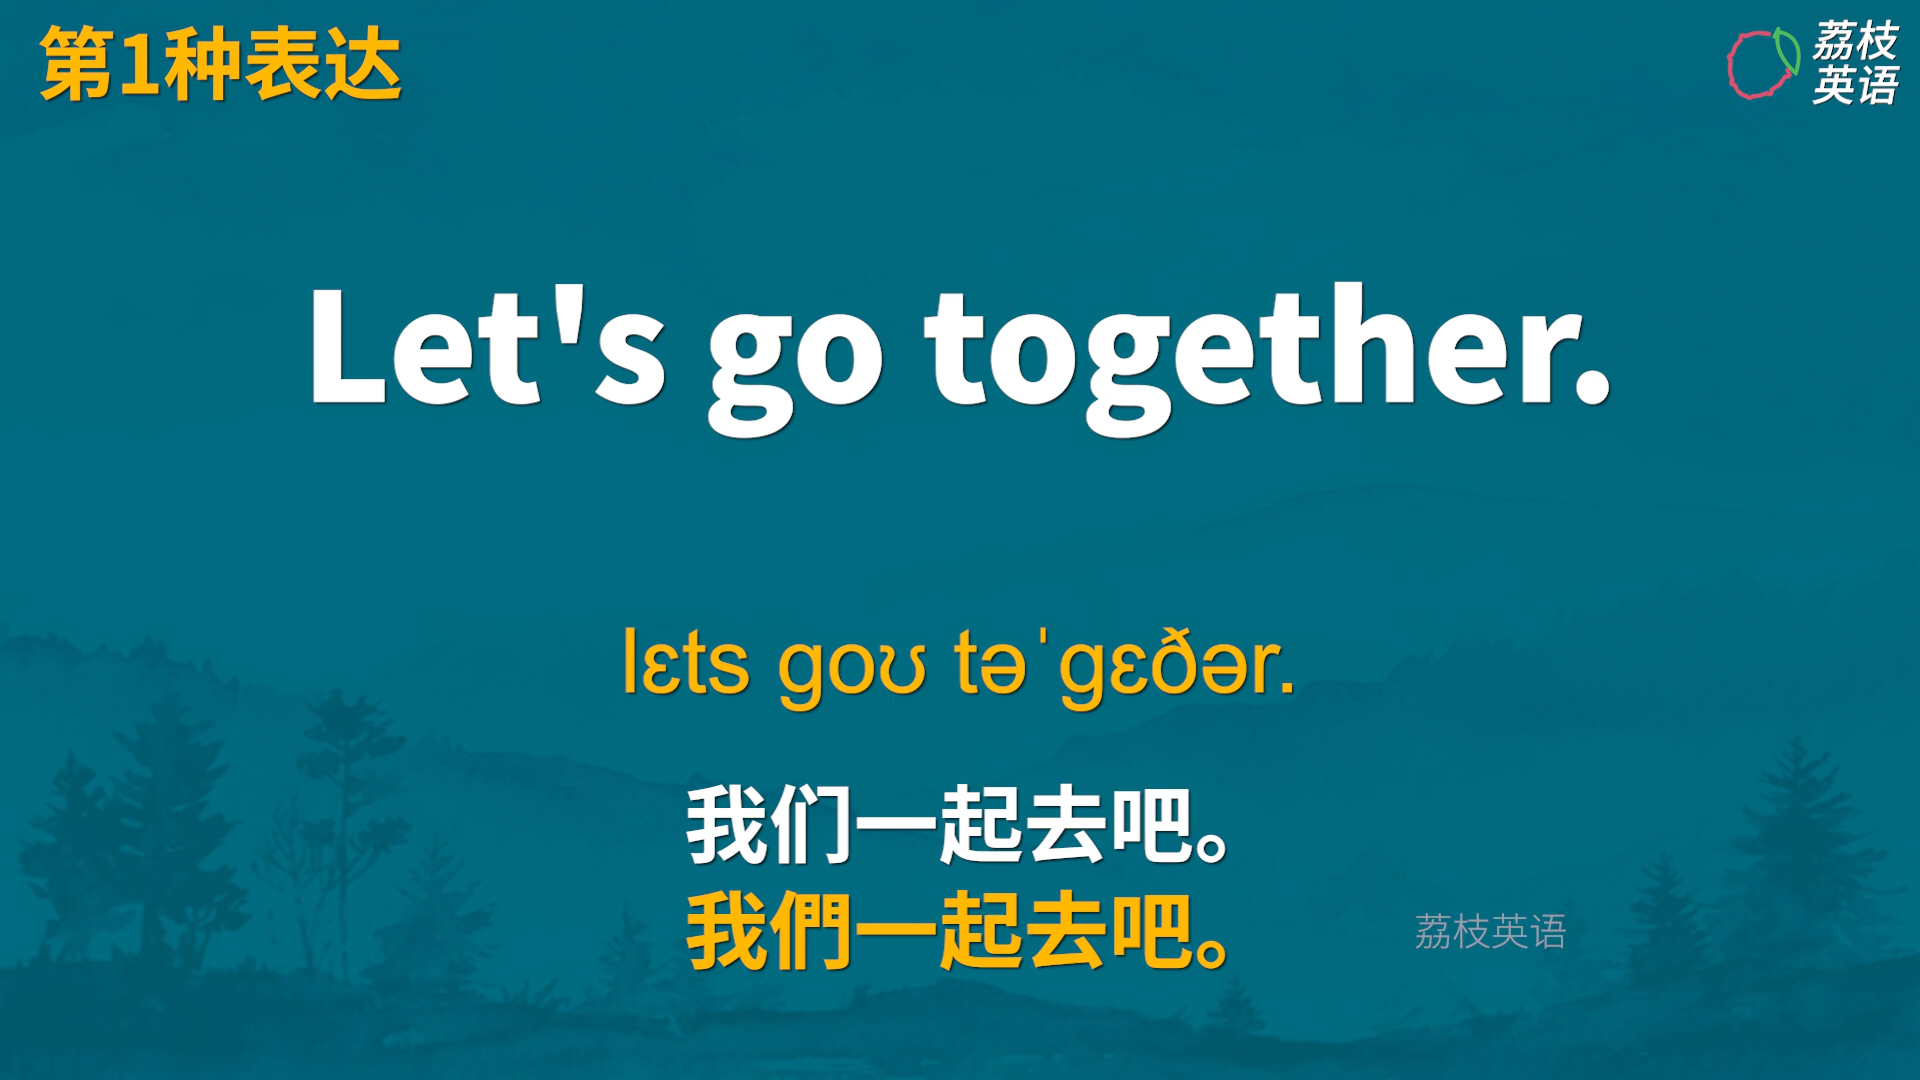 第1种表达
荔枝
英语
Let's go together.
lɛts goʊ təˈgɛðər.
我们一起去吧。
我們一起去吧。
荔枝英语